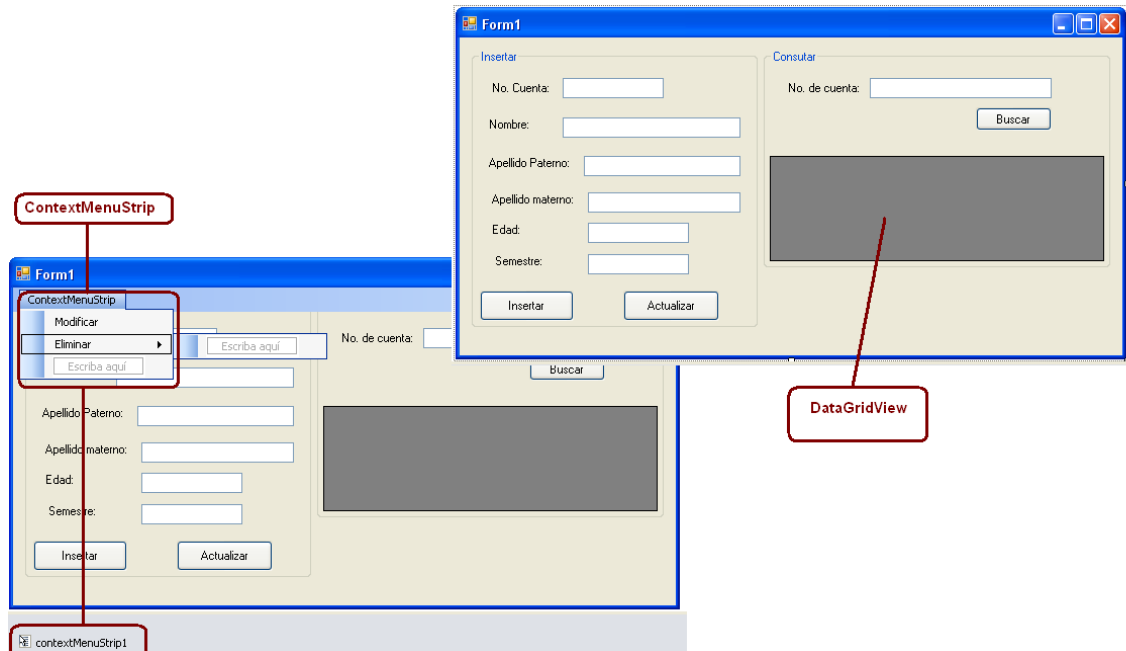 Form1
Insertar
No. Cuenta:
Nombre:
Apellido Paterno:
Apellido materno:
Edad:
Semestre:
Insertar
Actualizar
Consutar
No. de cuenta:
Buscar
DataGridView
ContextMenuStrip
Form1
ContextMenuStrip
Modificar
Eliminar
Escriba aquí
Escriba aquí
Apellido Paterno:
Apellido materno:
Edad:
Semestre:
Insertar
Actualizar
No. de cuenta:
Buscar
contextMenuStrip1